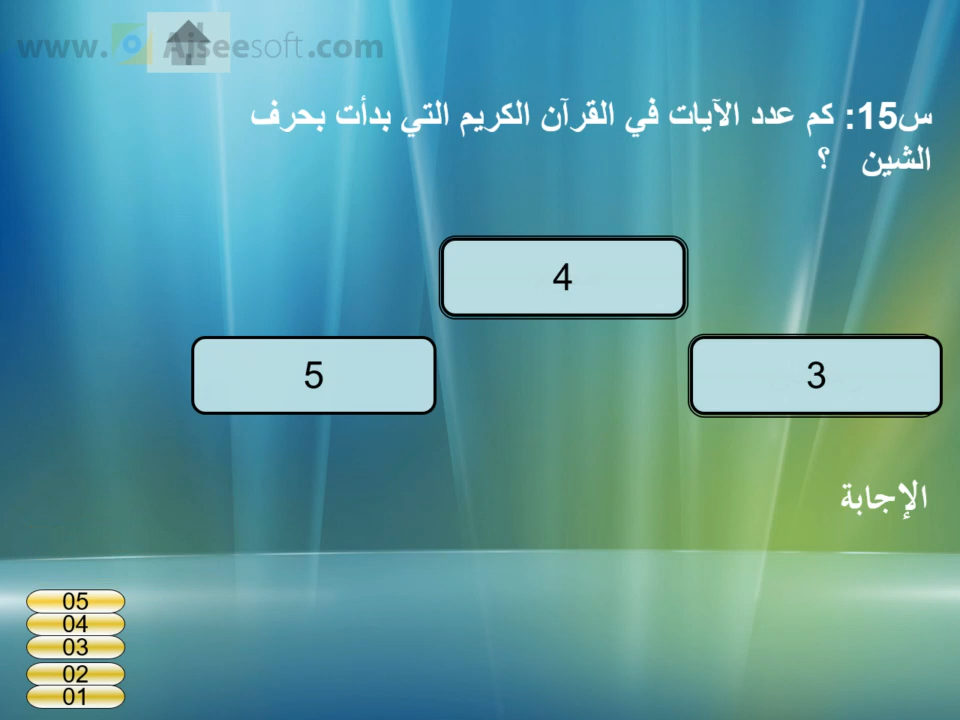 www.Aiseesoft.com
س15: كم عدد الآيات في القرآن الكريم التي بدأت بحرف
الشين ؟
4
3
5
الإجابة
05
04
03
02
01